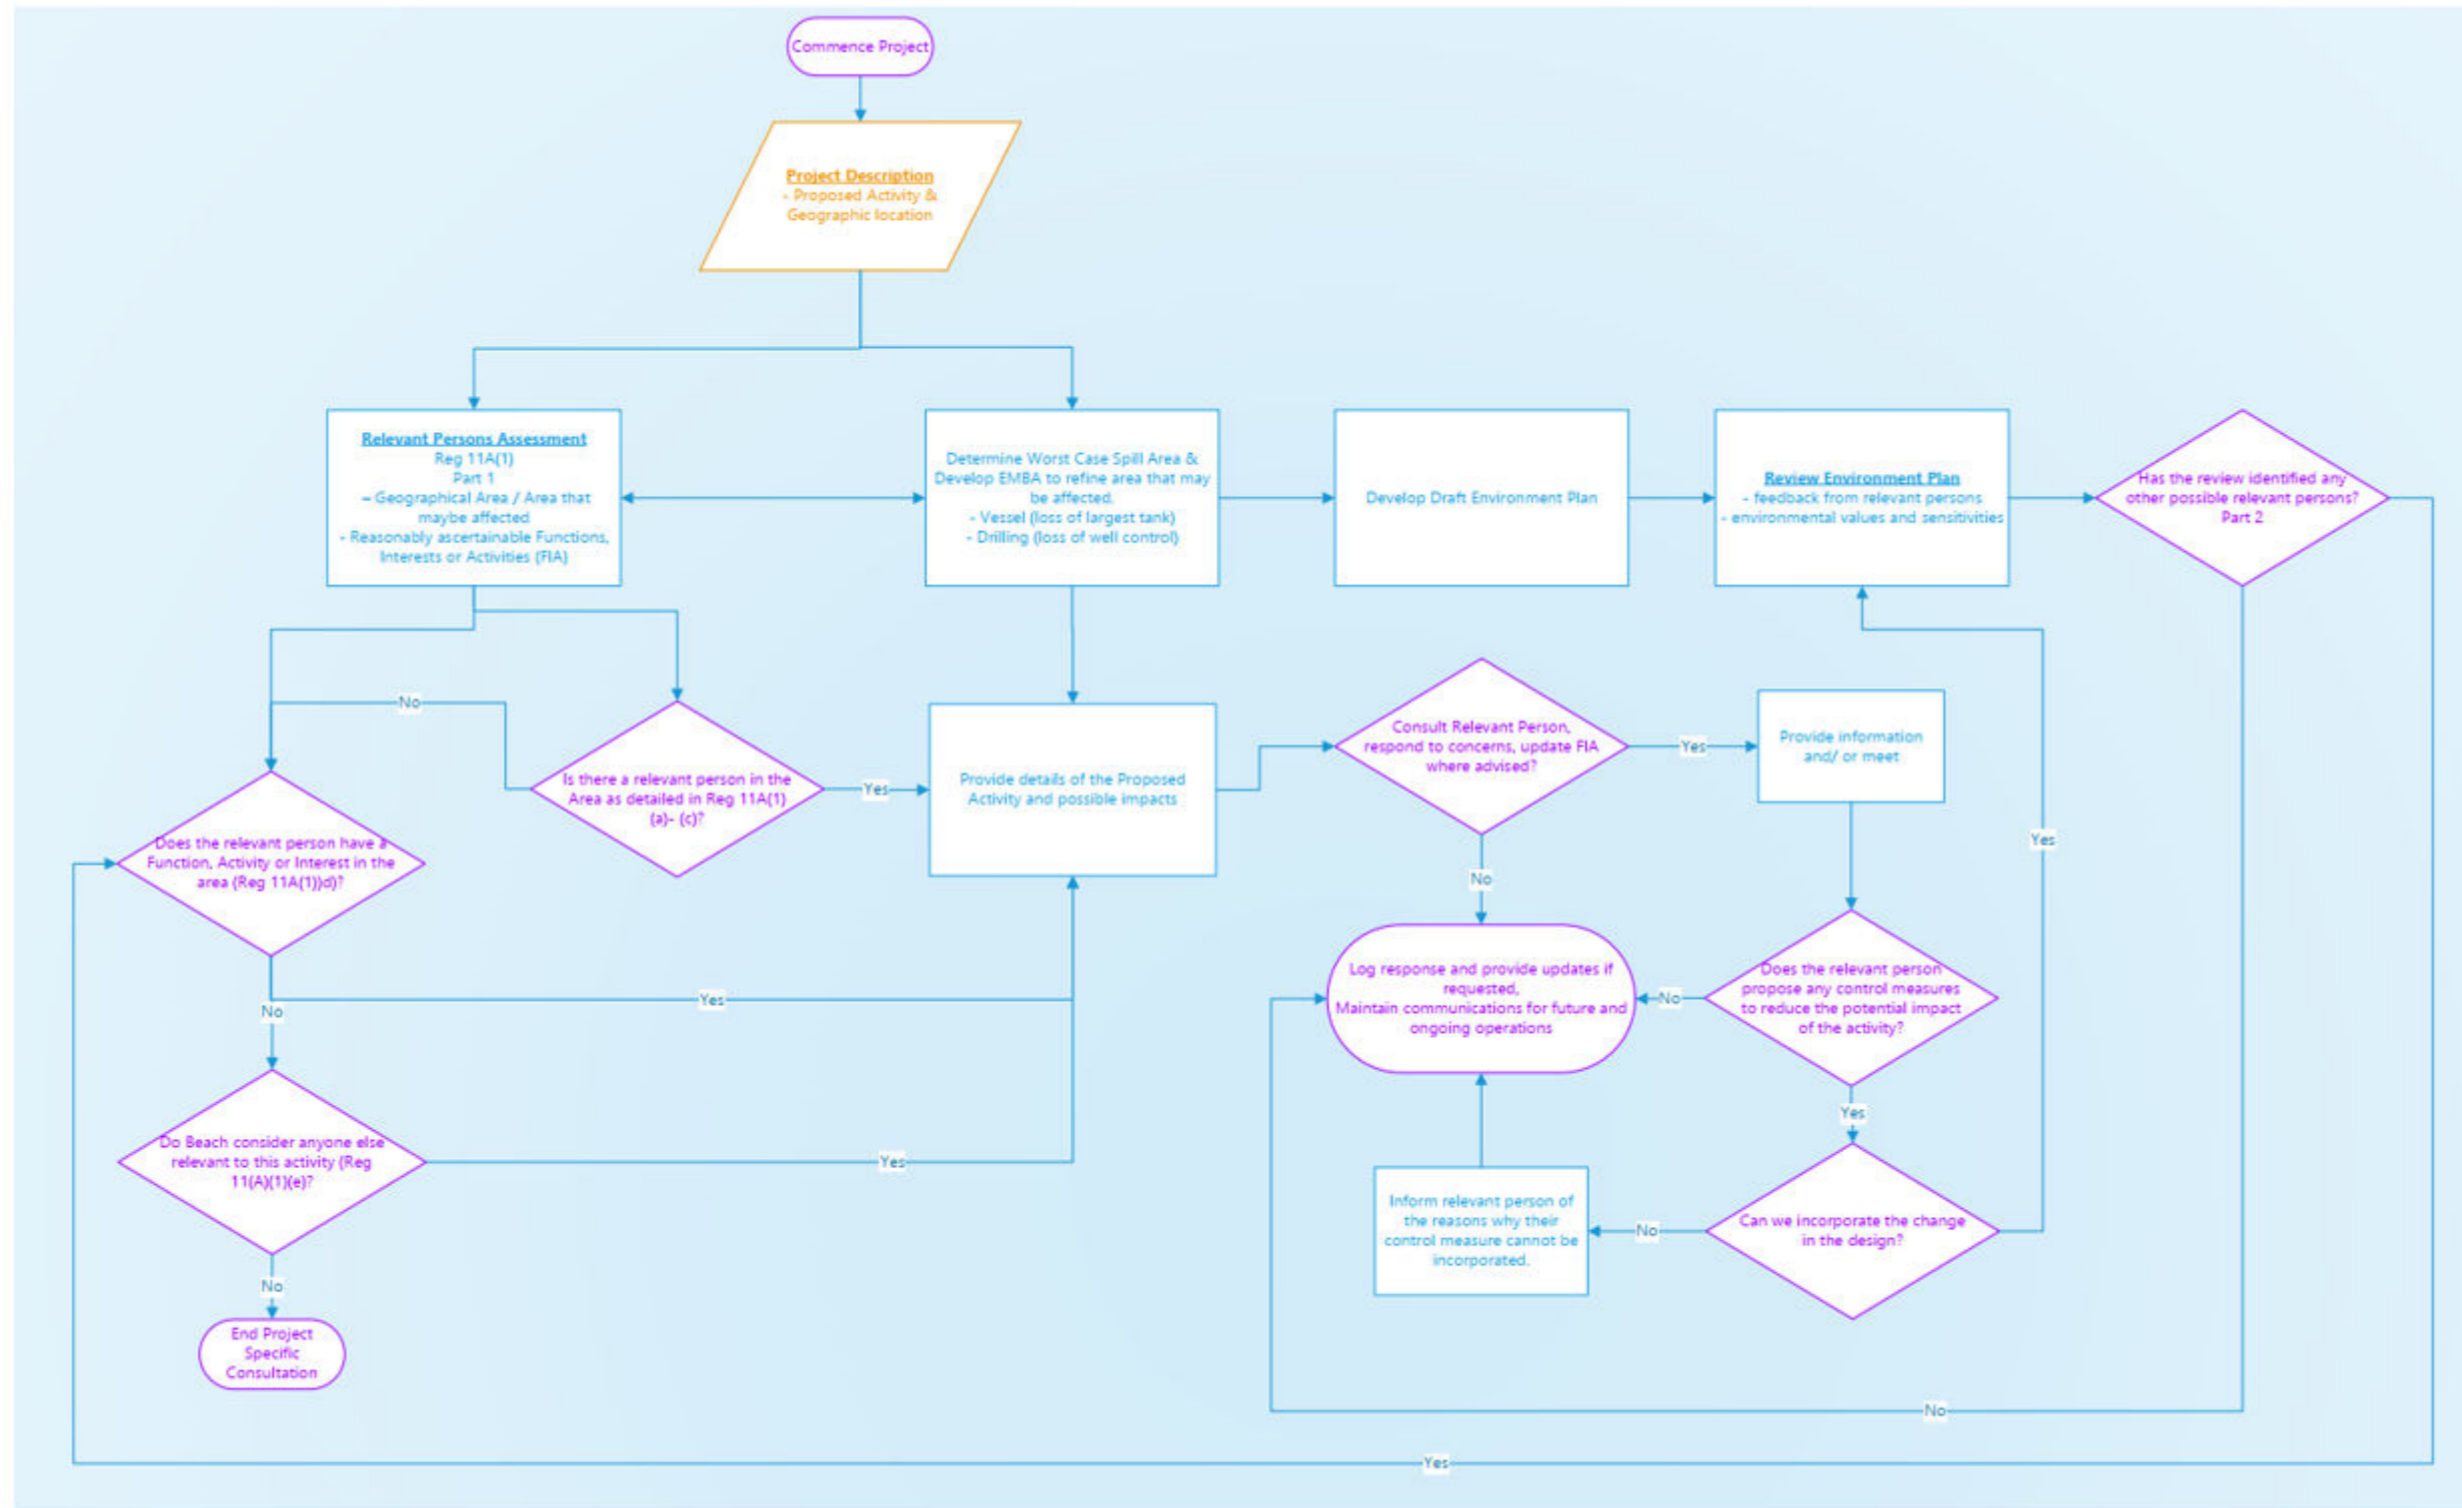 Commence Project
Project Description
- Proposed Activity &
Geographic location
Relevant Persons Assessment
Reg 11A(1)
Part 1
– Geographical Area / Area that
maybe affected
- Reasonably ascertainable Functions,
Interests or Activities (FIA)
Determine Worst Case Spill Area &
Develop EMBA to refine area that may
be affected.
- Vessel (loss of largest tank)
- Drilling (loss of well control)
Develop Draft Environment Plan
Review Environment Plan
- feedback from relevant persons
- environmental values and sensitivities
Has the review identified any
other possible relevant persons?
Part 2
No
Is there a relevant person in the
Area as detailed in Reg 11A(1)
(a)- (c)?
Yes
Provide details of the Proposed
Activity and possible impacts
Consult Relevant Person,
respond to concerns, update FIA
where advised?
Yes
Provide information
and/ or meet
Yes
Does the relevant person have a
Function, Activity or Interest in the
area (Reg 11A(1))d)?
No
Yes
No
Log response and provide updates if
requested,
Maintain communications for future and
ongoing operations
No
Does the relevant person
propose any control measures
to reduce the potential impact
of the activity?
Yes
Do Beach consider anyone else
relevant to this activity (Reg
11(A)(1)(e)?
Yes
Inform relevant person of
the reasons why their
control measure cannot be
incorporated.
No
Can we incorporate the change
in the design?
No
End Project
Specific
Consultation
No
Yes